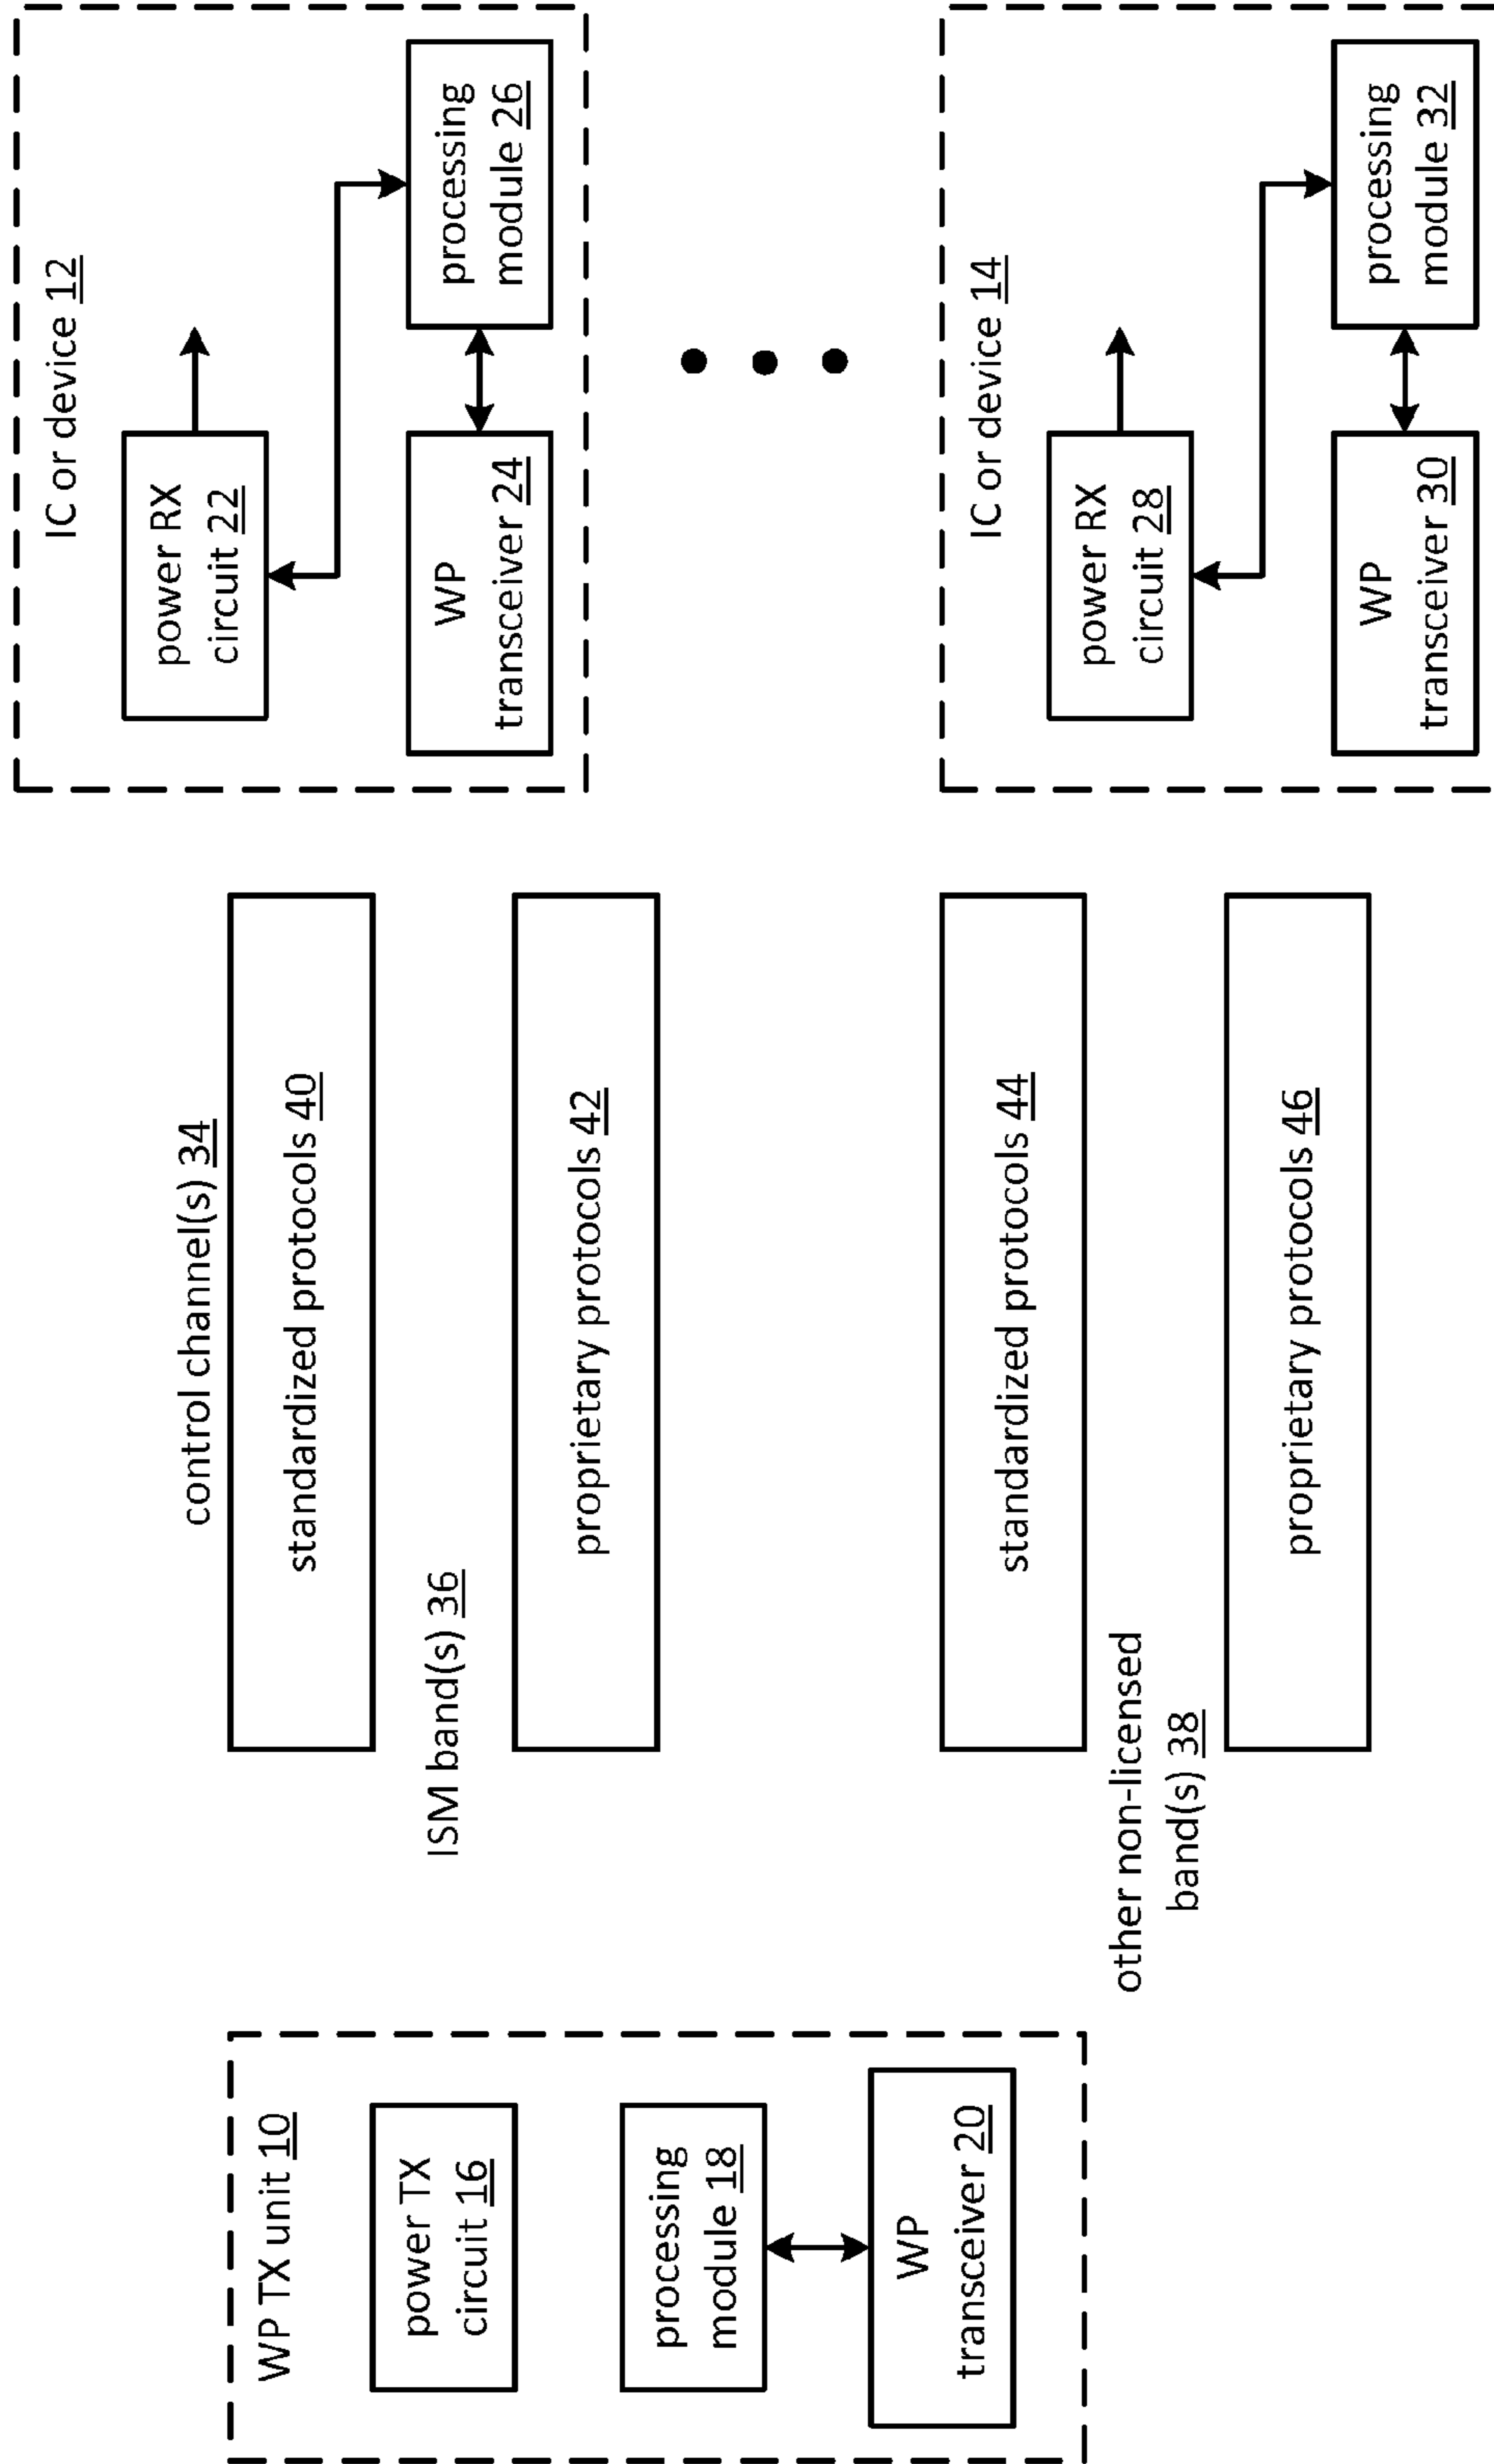 WP TX unit 10
power TX
circuit 16
processing
module 18
WP
transceiver 20
control channel(s) 34
standardized protocols 40
ISM band(s) 36
proprietary protocols 42
standardized protocols 44
other non-licensed
band(s) 38
proprietary protocols 46
IC or device 12
power RX
circuit 22
WP
transceiver 24
processing
module 26
IC or device 14
power RX
circuit 28
WP
transceiver 30
processing
module 32